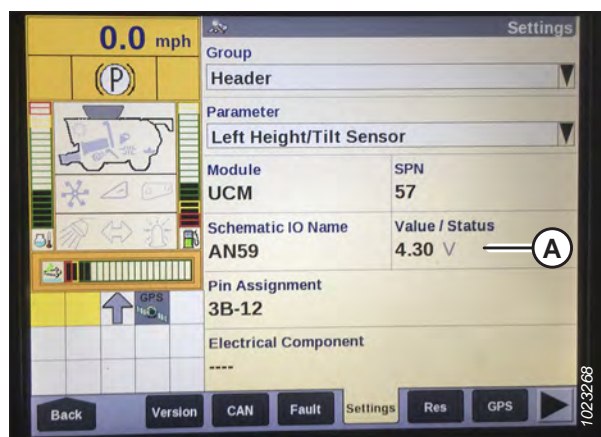 0.0 mph
(P)
Settings
Group
Header
Parameter
Left Height/Tilt Sensor
Module
UCM
SPN
57
Schematic IO Name
AN59
Value / Status
4.30 V
A
Pin Assignment
3B-12
Electrical Component
----
GPS
Back
Version
CAN
Fault
Settings
Res
GPS
1023268